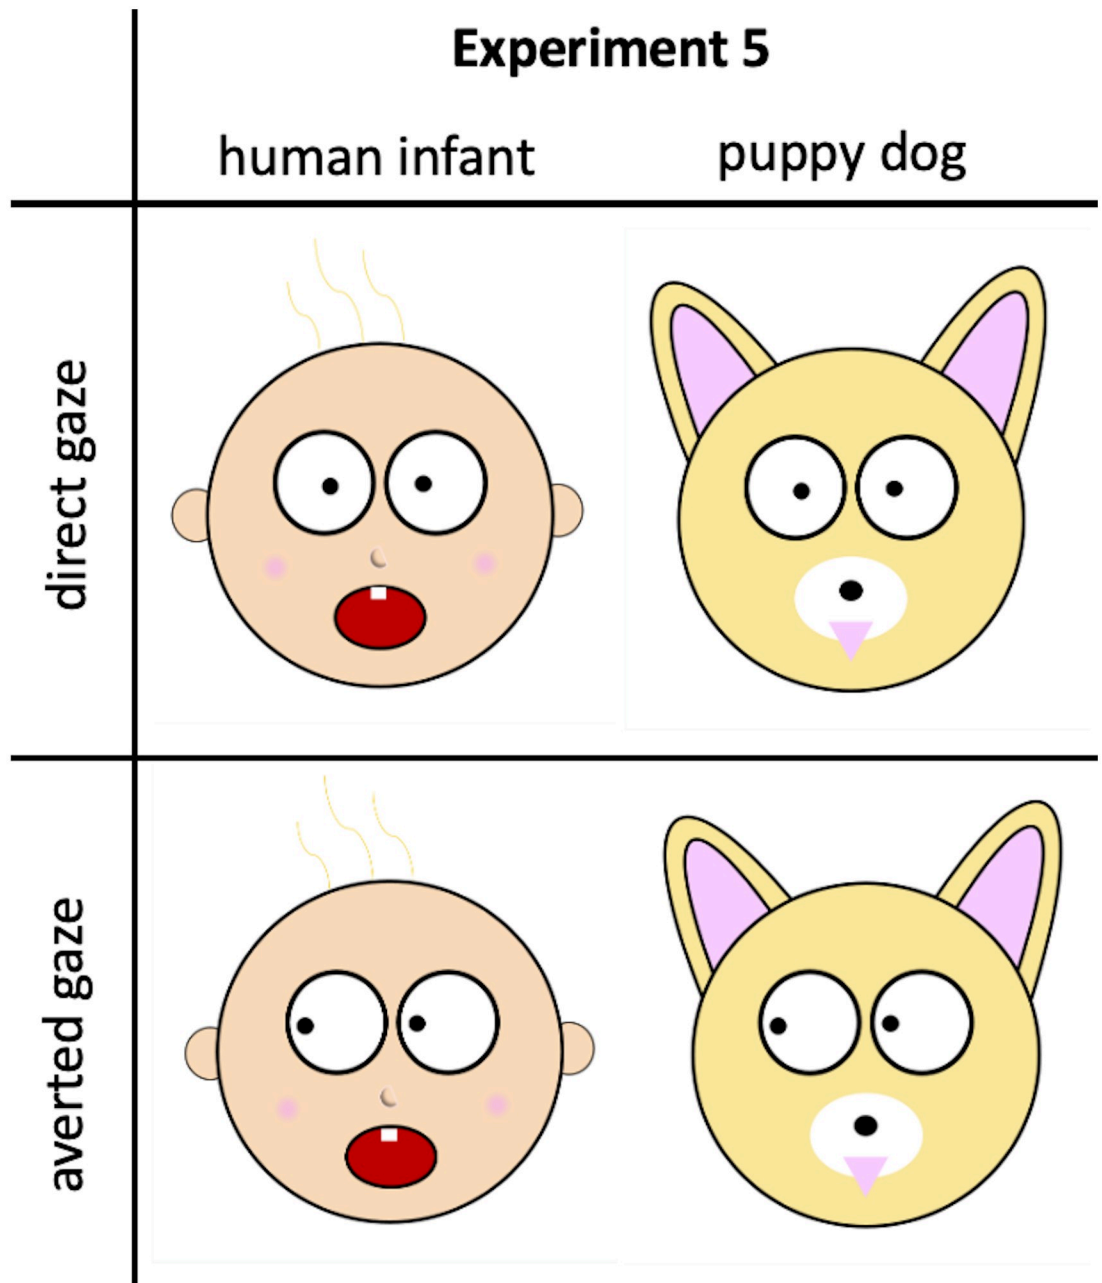 Experiment 5
human infant
puppy dog
direct gaze
averted gaze